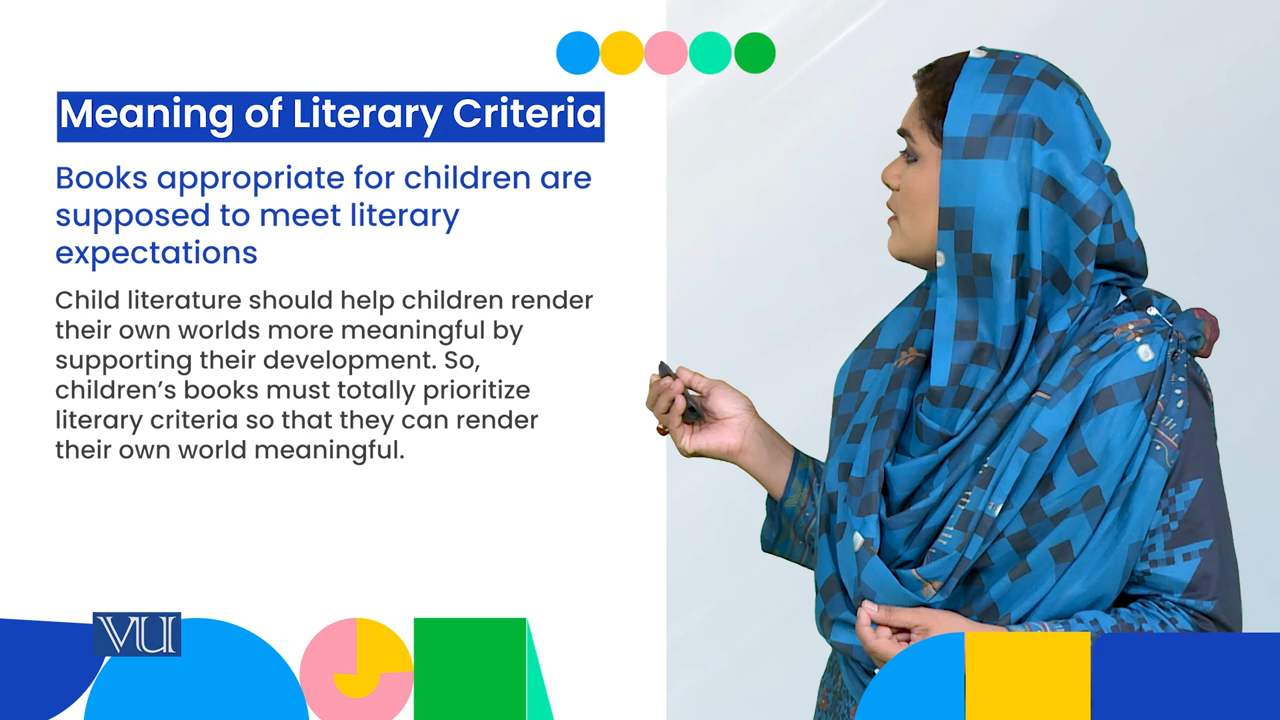 Meaning of Literary Criteria
Books appropriate for children are
supposed to meet literary
expectations
Child literature should help children render
their own worlds more meaningful by
supporting their development. So,
children’s books must totally prioritize
literary criteria so that they can render
their own world meaningful.
VU